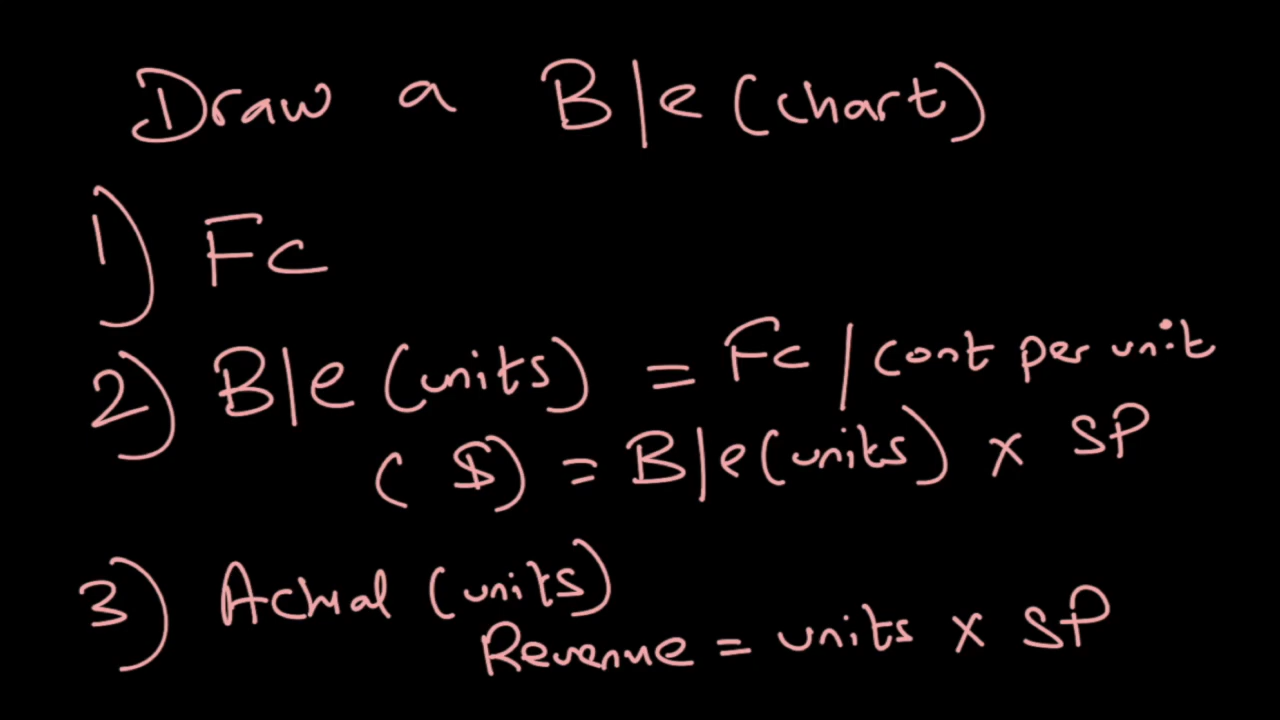 Draw a B/e (chart)
1) Fc
2) B/e (units) = Fc / cont per unit
($) = B/e (units) x SP
3) Actual (units)
Revenue = units x SP